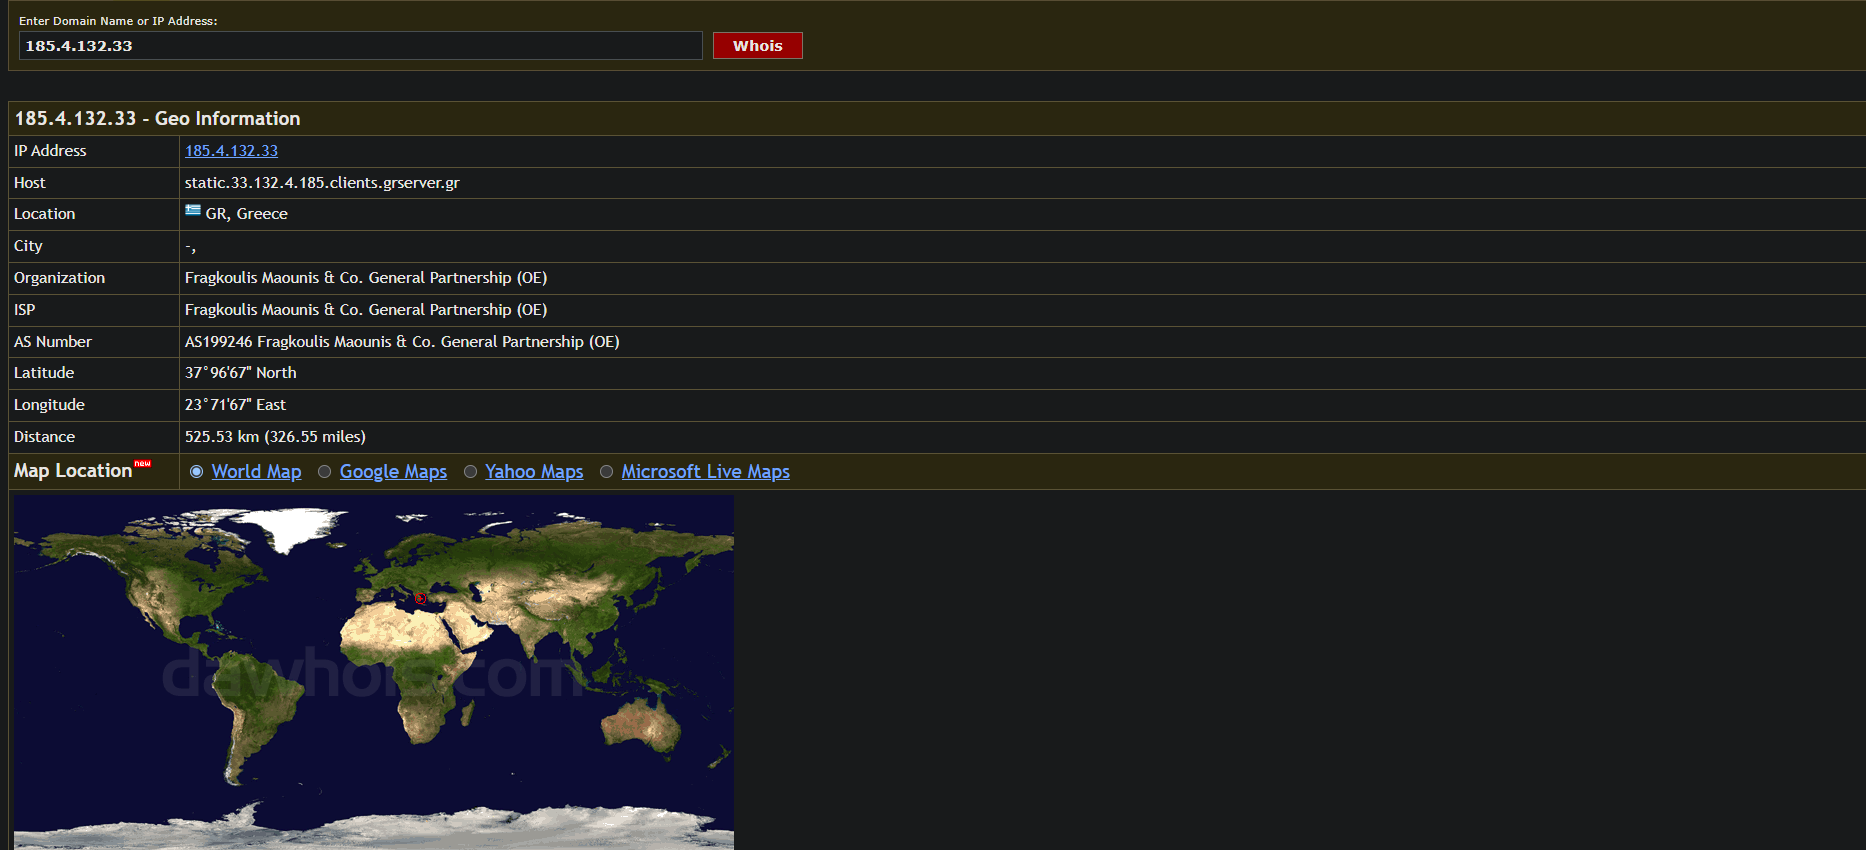 Enter Domain Name or IP Address:
185.4.132.33 Whois
185.4.132.33 - Geo Information
IP Address 185.4.132.33
Host static.33.132.4.185.clients.grserver.gr
Location GR, Greece
City -,
Organization Fragkoulis Maounis & Co. General Partnership (OE)
ISP Fragkoulis Maounis & Co. General Partnership (OE)
AS Number AS199246 Fragkoulis Maounis & Co. General Partnership (OE)
Latitude 37°96'67" North
Longitude 23°71'67" East
Distance 525.53 km (326.55 miles)
Map Location new World Map Google Maps Yahoo Maps Microsoft Live Maps
dawhois.com